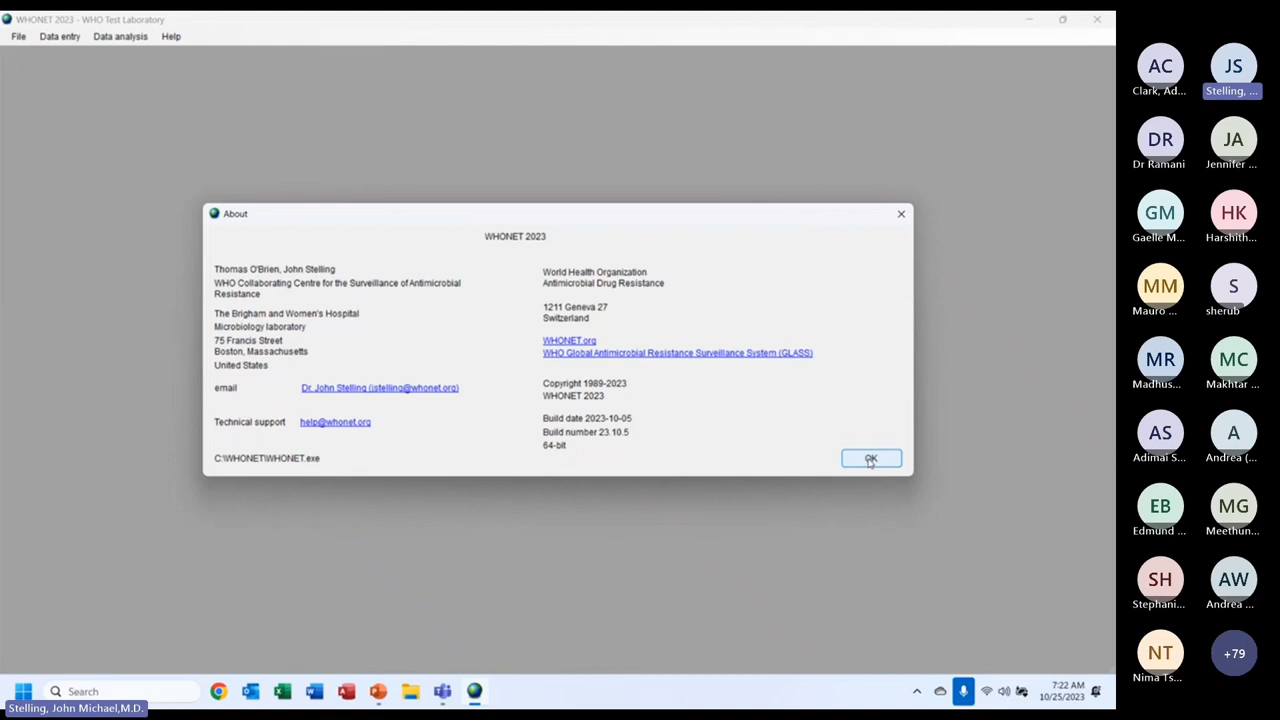 WHONET 2023 - WHO Test Laboratory
File Data entry Data analysis Help
About
WHONET 2023
Thomas O'Brien, John Stelling
WHO Collaborating Centre for the Surveillance of Antimicrobial
Resistance
The Brigham and Women's Hospital
Microbiology laboratory
75 Francis Street
Boston, Massachusetts
United States
email Dr. John Stelling (jstelling@whonet.org)
Technical support help@whonet.org
C:\WHONET\WHONET.exe
World Health Organization
Antimicrobial Drug Resistance
1211 Geneva 27
Switzerland
WHONET.org
WHO Global Antimicrobial Resistance Surveillance System (GLASS)
Copyright 1989-2023
WHONET 2023
Build date 2023-10-05
Build number 23.10.5
64-bit
OK
AC JS
Clark, Ad... Stelling, ...
DR JA
Dr Ramani Jennifer ...
GM HK
Gaelle M... Harshith...
MM S
Mauro ... sherub
MR MC
Madhus... Makhtar ...
AS A
Adimai S... Andrea (...
EB MG
Edmund ... Meethun...
SH AW
Stephani... Andrea ...
NT +79
Nima Ts...
Search
7:22 AM
10/25/2023
Stelling, John Michael,M.D.